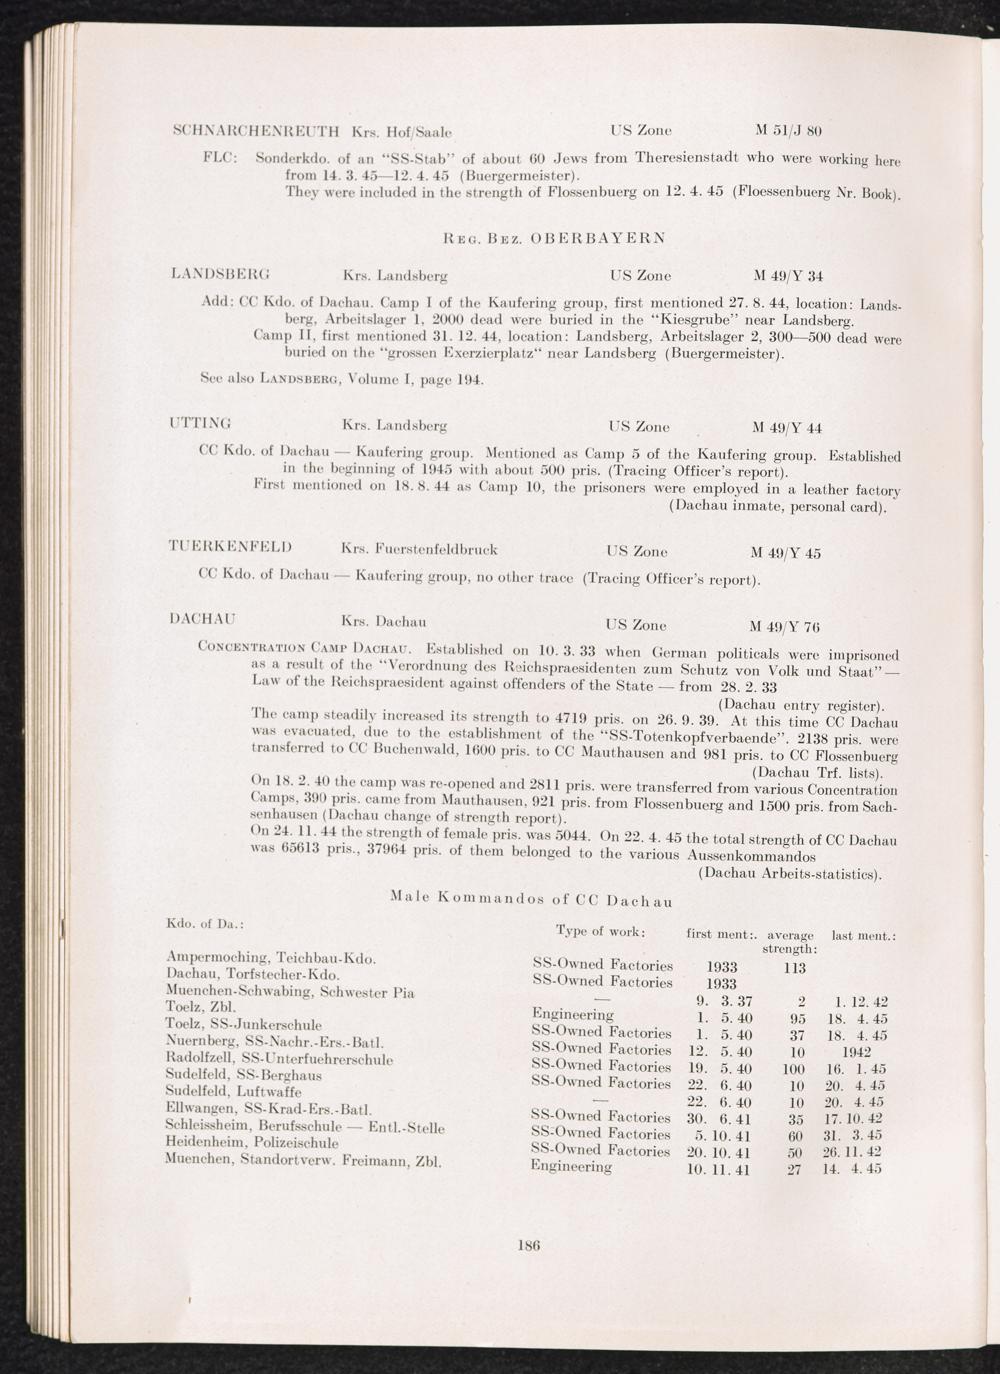 SCHNARCHENREUTH Krs. Hof/Saale US Zone M 51/J 80
FLC: Sonderkdo. of an “SS-Stab” of about 60 Jews from Theresienstadt who were working here
from 14. 3. 45—12. 4. 45 (Buergermeister).
They were included in the strength of Flossenbuerg on 12. 4. 45 (Floessenbuerg Nr. Book).
REG. BEZ. OBERBAYERN
LANDSBERG Krs. Landsberg US Zone M 49/Y 34
Add: CC Kdo. of Dachau. Camp I of the Kaufering group, first mentioned 27. 8. 44, location: Lands-
berg, Arbeitslager 1, 2000 dead were buried in the “Kiesgrube” near Landsberg.
Camp II, first mentioned 31. 12. 44, location: Landsberg, Arbeitslager 2, 300—500 dead were
buried on the “grossen Exerzierplatz“ near Landsberg (Buergermeister).
See also LANDSBERG, Volume I, page 194.
UTTING Krs. Landsberg US Zone M 49/Y 44
CC Kdo. of Dachau — Kaufering group. Mentioned as Camp 5 of the Kaufering group. Established
in the beginning of 1945 with about 500 pris. (Tracing Officer's report).
First mentioned on 18. 8. 44 as Camp 10, the prisoners were employed in a leather factory
(Dachau inmate, personal card).
TUERKENFELD Krs. Fuerstenfeldbruck US Zone M 49/Y 45
CC Kdo. of Dachau — Kaufering group, no other trace (Tracing Officer's report).
DACHAU Krs. Dachau US Zone M 49/Y 76
CONCENTRATION CAMP DACHAU. Established on 10. 3. 33 when German politicals were imprisoned
as a result of the “Verordnung des Reichspraesidenten zum Schutz von Volk und Staat” —
Law of the Reichspraesident against offenders of the State — from 28. 2. 33
(Dachau entry register).
The camp steadily increased its strength to 4719 pris. on 26. 9. 39. At this time CC Dachau
was evacuated, due to the establishment of the “SS-Totenkopfverbaende”. 2138 pris. were
transferred to CC Buchenwald, 1600 pris. to CC Mauthausen and 981 pris. to CC Flossenbuerg
(Dachau Trf. lists).
On 18. 2. 40 the camp was re-opened and 2811 pris. were transferred from various Concentration
Camps, 390 pris. came from Mauthausen, 921 pris. from Flossenbuerg and 1500 pris. from Sach-
senhausen (Dachau change of strength report).
On 24. 11. 44 the strength of female pris. was 5044. On 22. 4. 45 the total strength of CC Dachau
was 65613 pris., 37964 pris. of them belonged to the various Aussenkommandos
(Dachau Arbeits-statistics).
Male Kommandos of CC Dachau
Kdo. of Da.: Type of work: first ment:. average strength: last ment.:
Ampermoching, Teichbau-Kdo. SS-Owned Factories 1933 113
Dachau, Torfstecher-Kdo. SS-Owned Factories 1933
Muenchen-Schwabing, Schwester Pia — 9. 3. 37 2 1. 12. 42
Toelz, Zbl. Engineering 1. 5. 40 95 18. 4. 45
Toelz, SS-Junkerschule SS-Owned Factories 1. 5. 40 37 18. 4. 45
Nuernberg, SS-Nachr.-Ers.-Batl. SS-Owned Factories 12. 5. 40 10 1942
Radolfzell, SS-Unterfuehrerschule SS-Owned Factories 19. 5. 40 100 16. 1. 45
Sudelfeld, SS-Berghaus SS-Owned Factories 22. 6. 40 10 20. 4. 45
Sudelfeld, Luftwaffe — 22. 6. 40 10 20. 4. 45
Ellwangen, SS-Krad-Ers.-Batl. SS-Owned Factories 30. 6. 41 35 17. 10. 42
Schleissheim, Berufsschule — Entl.-Stelle SS-Owned Factories 5. 10. 41 60 31. 3. 45
Heidenheim, Polizeischule SS-Owned Factories 20. 10. 41 50 26. 11. 42
Muenchen, Standortverw. Freimann, Zbl. Engineering 10. 11. 41 27 14. 4. 45
186